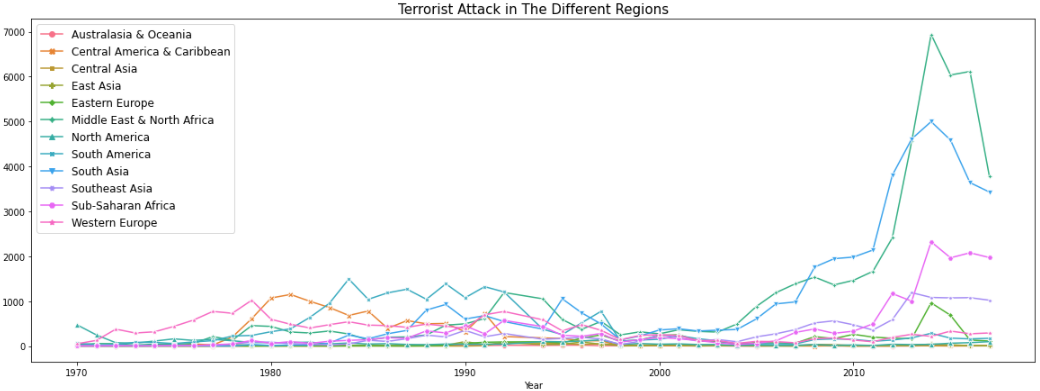 Terrorist Attack in The Different Regions
7000
6000
5000
4000
3000
2000
1000
0
Australasia & Oceania
Central America & Caribbean
Central Asia
East Asia
Eastern Europe
Middle East & North Africa
North America
South America
South Asia
Southeast Asia
Sub-Saharan Africa
Western Europe
1970 1980 1990 2000 2010
Year